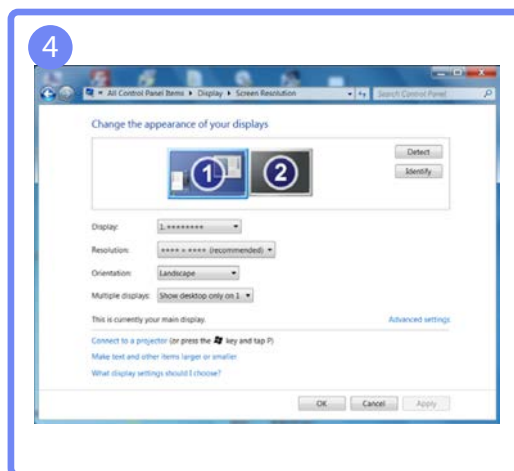 4
All Control Panel Items ▸ Display ▸ Screen Resolution
Search Control Panel
Change the appearance of your displays
1
2
Detect
Identify
Display: 1. ********
Resolution: **** × **** (recommended)
Orientation: Landscape
Multiple displays: Show desktop only on 1
This is currently your main display.
Advanced settings
Connect to a projector (or press the key and tap P)
Make text and other items larger or smaller
What display settings should I choose?
OK Cancel Apply